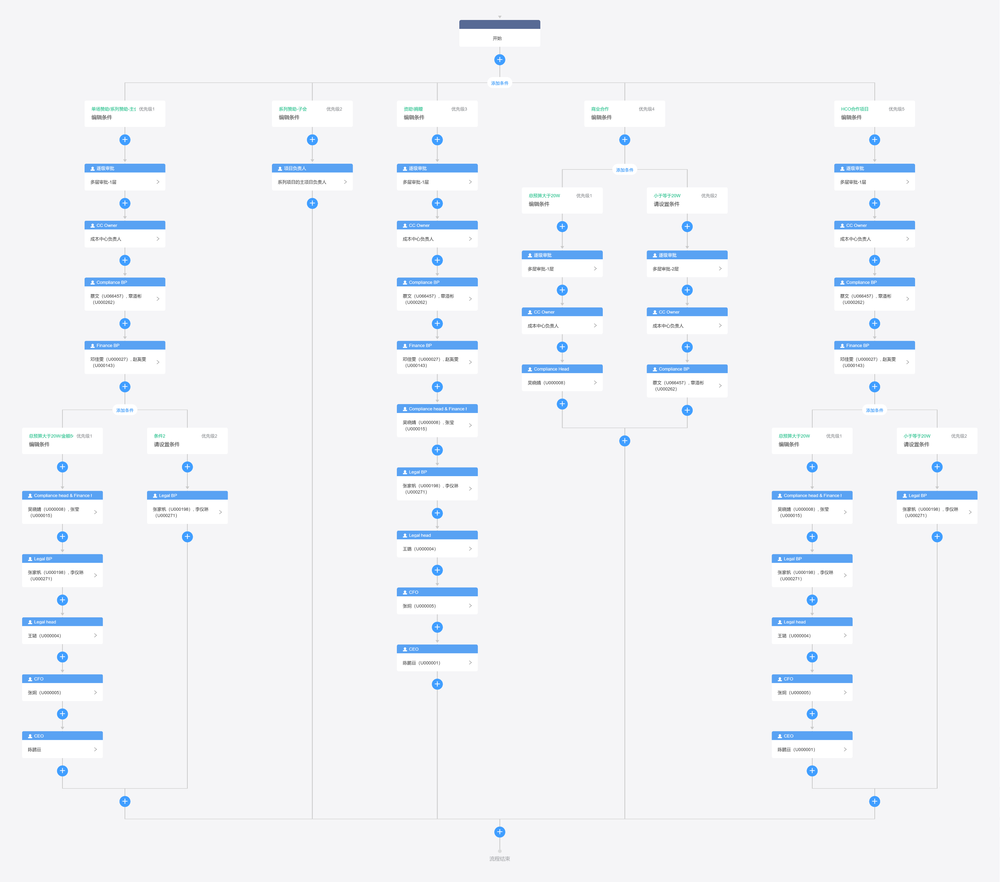 开始
添加条件
单场赞助/系列赞助-主会 优先级1
编辑条件
逐级审批
多层审批-1层
CC Owner
成本中心负责人
Compliance BP
蔡文（U066457）, 章湣彬
（U000262）
Finance BP
邓佳雯（U000027）, 赵奚雯
（U000143）
添加条件
总预算大于20W/金额5 优先级1
编辑条件
Compliance head & Finance
吴晓婧（U000008）, 张莹
（U000015）
Legal BP
张家帆（U000198）, 李仪琳
（U000271）
Legal head
王璐（U000004）
CFO
张炯（U000005）
CEO
陈鹏亘
条件2 优先级2
请设置条件
Legal BP
张家帆（U000198）, 李仪琳
（U000271）
系列赞助-子会 优先级2
编辑条件
项目负责人
系列项目的主项目负责人
资助\捐赠 优先级3
编辑条件
逐级审批
多层审批-1层
CC Owner
成本中心负责人
Compliance BP
蔡文（U066457）, 章湣彬
（U000262）
Finance BP
邓佳雯（U000027）, 赵奚雯
（U000143）
Compliance head & Finance
吴晓婧（U000008）, 张莹
（U000015）
Legal BP
张家帆（U000198）, 李仪琳
（U000271）
Legal head
王璐（U000004）
CFO
张炯（U000005）
CEO
陈鹏亘（U000001）
商业合作 优先级4
编辑条件
添加条件
总预算大于20W 优先级1
编辑条件
逐级审批
多层审批-1层
CC Owner
成本中心负责人
Compliance Head
吴晓婧（U000008）
小于等于20W 优先级2
请设置条件
逐级审批
多层审批-2层
CC Owner
成本中心负责人
Compliance BP
蔡文（U066457）, 章湣彬
（U000262）
HCO合作项目 优先级5
编辑条件
逐级审批
多层审批-1层
CC Owner
成本中心负责人
Compliance BP
蔡文（U066457）, 章湣彬
（U000262）
Finance BP
邓佳雯（U000027）, 赵奚雯
（U000143）
添加条件
总预算大于20W 优先级1
编辑条件
Compliance head & Finance
吴晓婧（U000008）, 张莹
（U000015）
Legal BP
张家帆（U000198）, 李仪琳
（U000271）
Legal head
王璐（U000004）
CFO
张炯（U000005）
CEO
陈鹏亘（U000001）
小于等于20W 优先级2
请设置条件
Legal BP
张家帆（U000198）, 李仪琳
（U000271）
流程结束